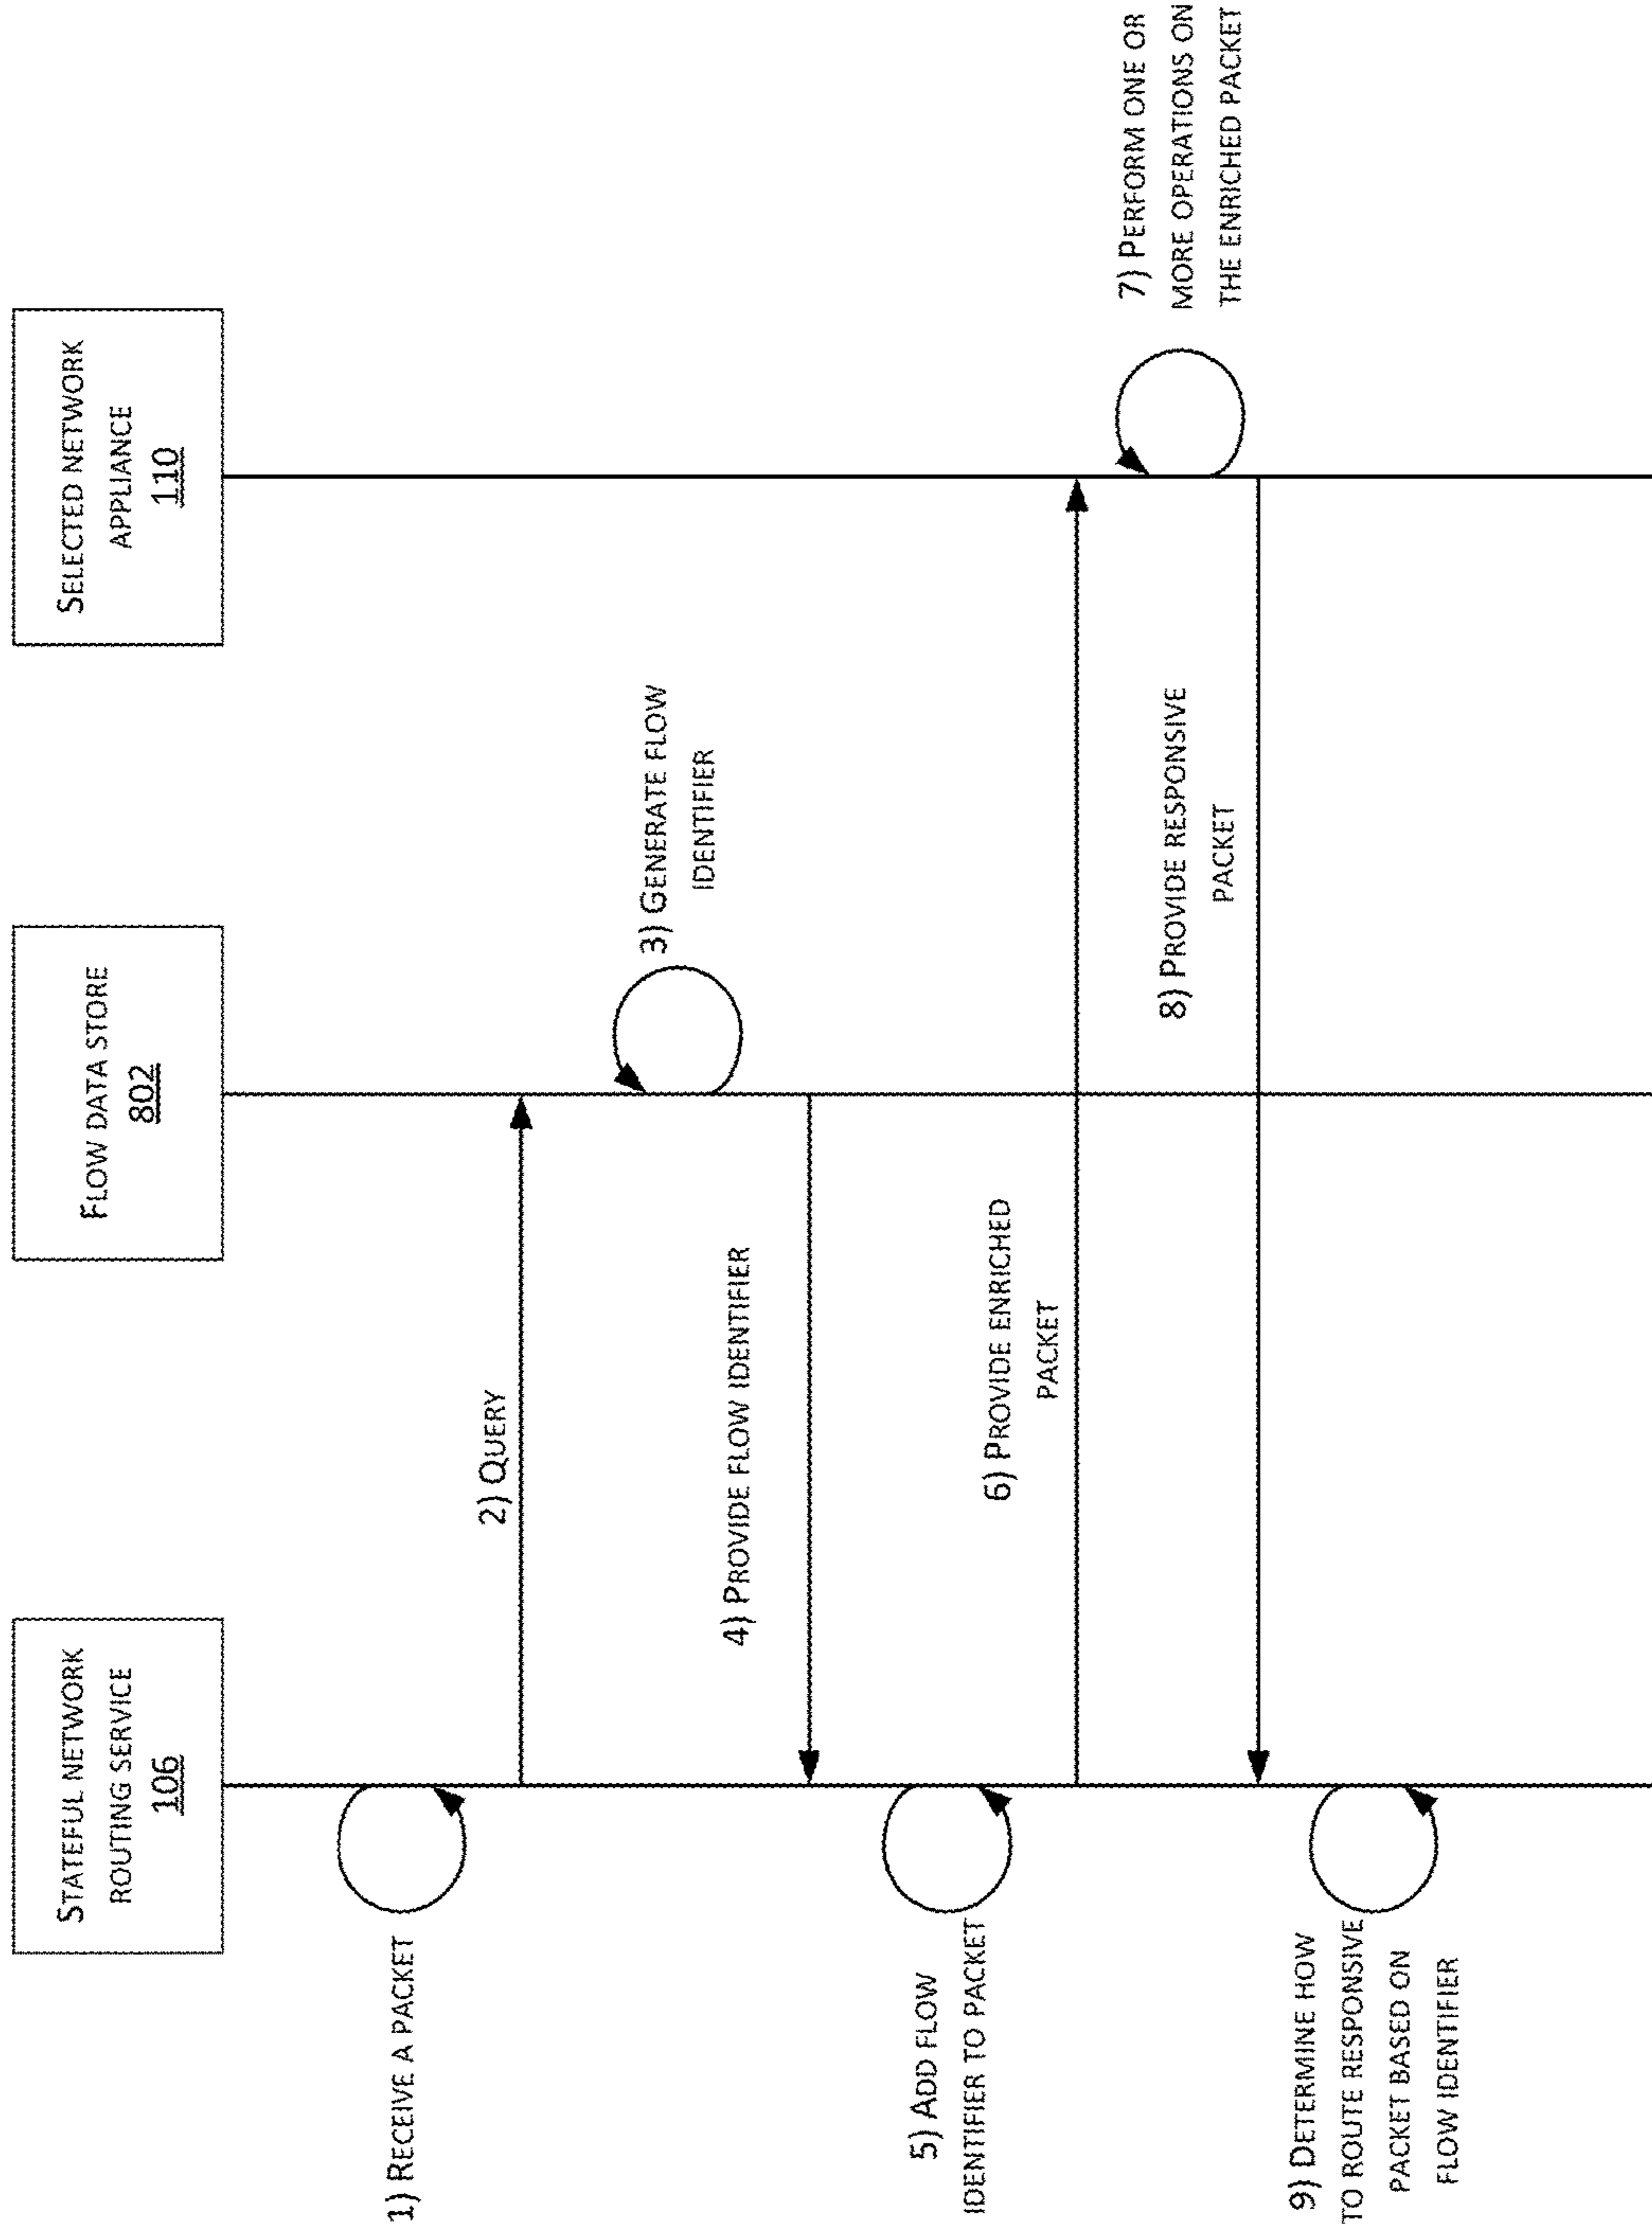 STATEFUL NETWORK
ROUTING SERVICE
106
FLOW DATA STORE
802
SELECTED NETWORK
APPLIANCE
110
1) RECEIVE A PACKET
2) QUERY
3) GENERATE FLOW
IDENTIFIER
4) PROVIDE FLOW IDENTIFIER
5) ADD FLOW
IDENTIFIER TO PACKET
6) PROVIDE ENRICHED
PACKET
7) PERFORM ONE OR
MORE OPERATIONS ON
THE ENRICHED PACKET
8) PROVIDE RESPONSIVE
PACKET
9) DETERMINE HOW
TO ROUTE RESPONSIVE
PACKET BASED ON
FLOW IDENTIFIER